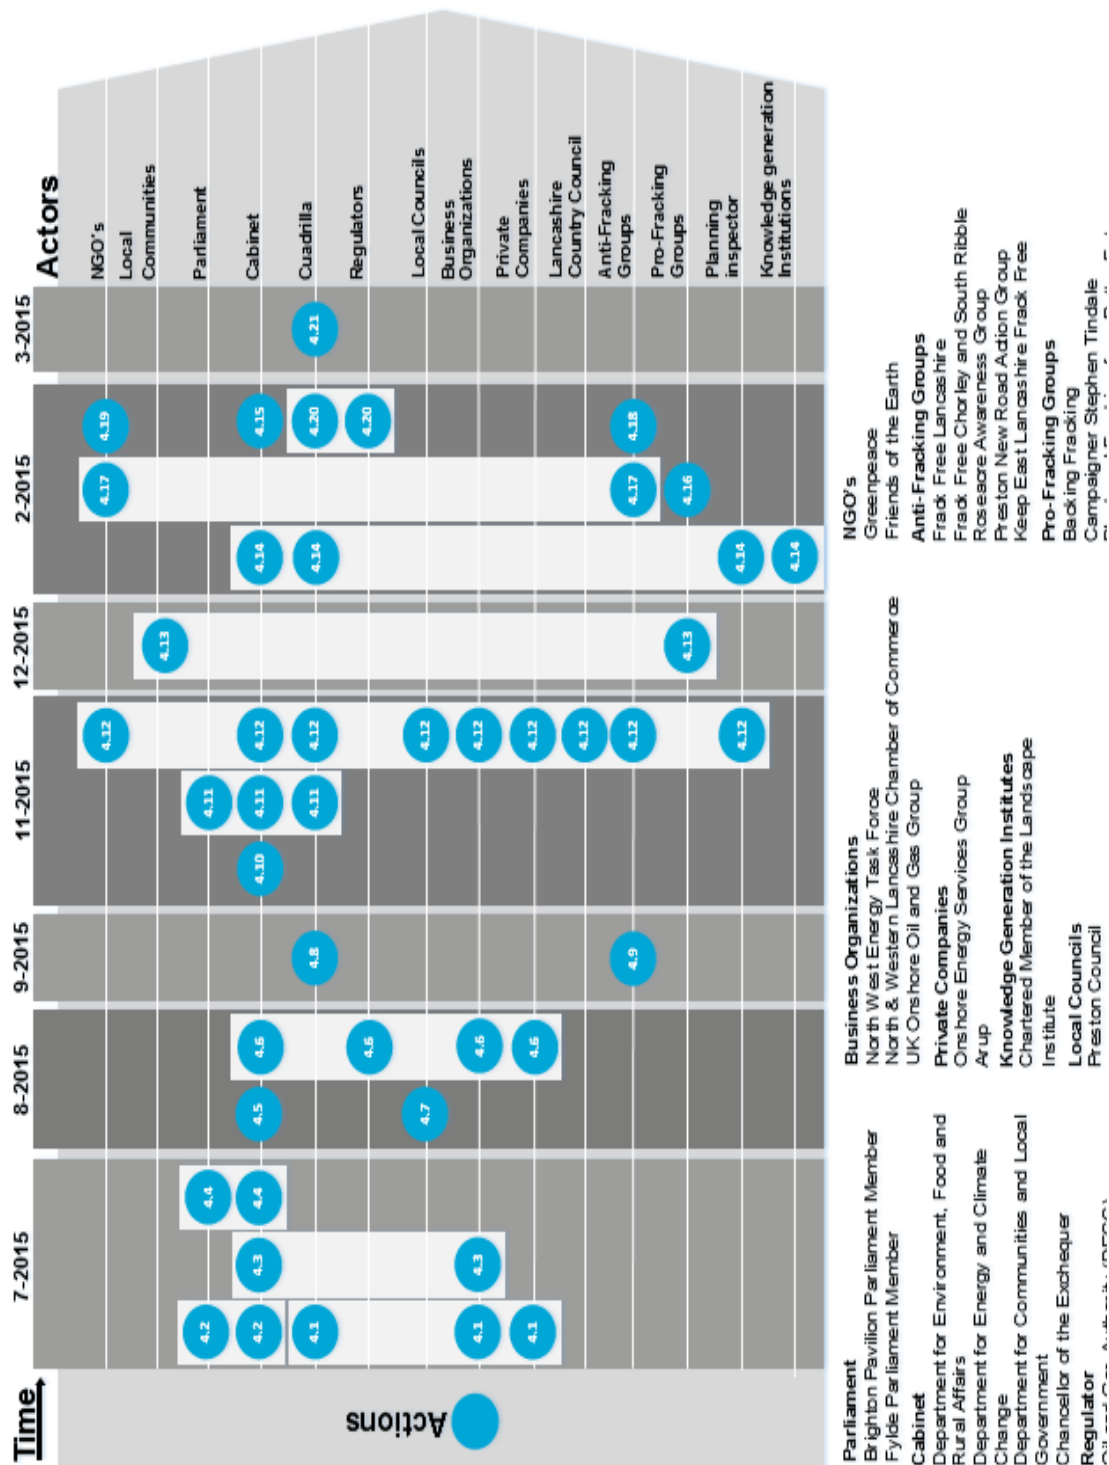 Time
Actions
7-2015
8-2015
9-2015
11-2015
12-2015
2-2015
3-2015
Actors
NGO's
Local
Communities
Parliament
Cabinet
Cuadrilla
Regulators
Local Councils
Business
Organizations
Private
Companies
Lancashire
Country Council
Anti-Fracking
Groups
Pro-Fracking
Groups
Planning
inspector
Knowledge generation
Institutions
4.17
4.19
4.12
4.13
4.2
4.4
4.11
4.2
4.3
4.4
4.5
4.6
4.10
4.11
4.12
4.14
4.15
4.1
4.8
4.11
4.12
4.14
4.20
4.21
4.6
4.20
4.7
4.12
4.1
4.3
4.6
4.12
4.1
4.6
4.12
4.12
4.9
4.12
4.17
4.18
4.13
4.16
4.12
4.14
4.14
Parliament
Brighton Pavilion Parliament Member
Fylde Parliament Member
Cabinet
Department for Environment, Food and
Rural Affairs
Department for Energy and Climate
Change
Department for Communities and Local
Government
Chancellor of the Exchequer
Regulator
Business Organizations
North West Energy Task Force
North & Western Lancashire Chamber of Commerce
UK Onshore Oil and Gas Group
Private Companies
Onshore Energy Services Group
Arup
Knowledge Generation Institutes
Chartered Member of the Landscape
Institute
Local Councils
Preston Council
NGO's
Greenpeace
Friends of the Earth
Anti-Fracking Groups
Frack Free Lancashire
Frack Free Chorley and South Ribble
Roseacre Awareness Group
Preston New Road Action Group
Keep East Lancashire Frack Free
Pro-Fracking Groups
Backing Fracking
Campaigner Stephen Tindale